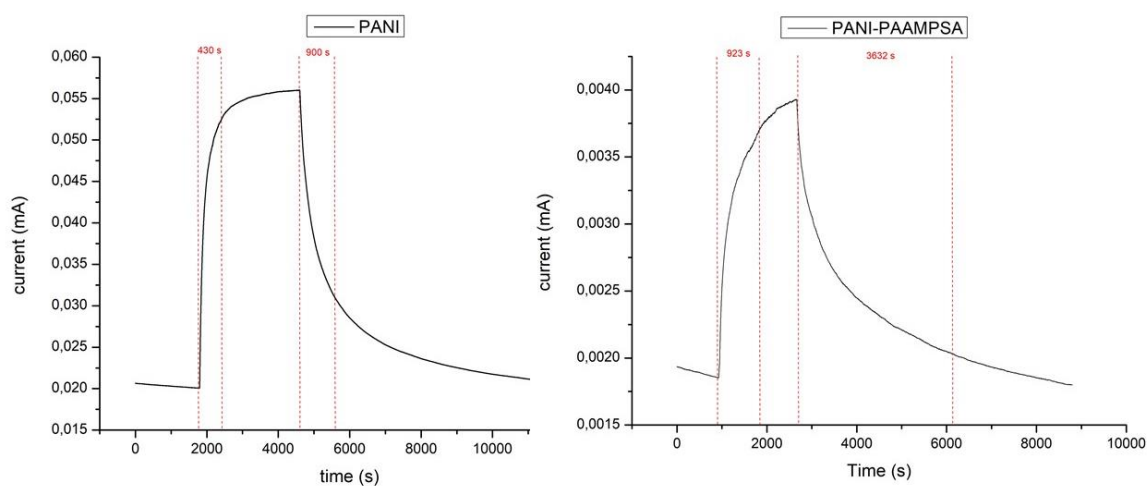 PANI
430 s
900 s
0,060
0,055
0,050
0,045
0,040
0,035
0,030
0,025
0,020
0,015
current (mA)
0 2000 4000 6000 8000 10000
time (s)
PANI-PAAMPSA
923 s
3632 s
0,0040
0,0035
0,0030
0,0025
0,0020
0,0015
current (mA)
0 2000 4000 6000 8000 10000
Time (s)